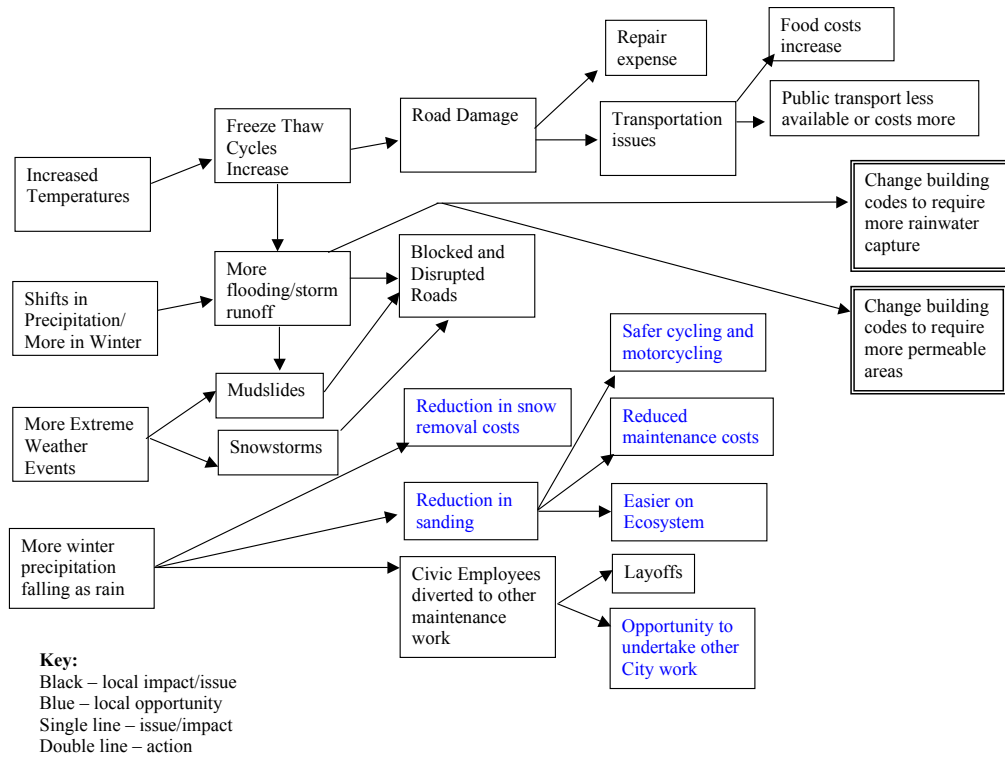 Repair
expense
Food costs
increase
Freeze Thaw
Cycles
Increase
Road Damage
Transportation
issues
Public transport less
available or costs more
Increased
Temperatures
Change building
codes to require
more rainwater
capture
More
flooding/storm
runoff
Blocked and
Disrupted
Roads
Shifts in
Precipitation/
More in Winter
Change building
codes to require
more permeable
areas
Safer cycling and
motorcycling
Mudslides
Reduction in snow
removal costs
Reduced
maintenance costs
More Extreme
Weather
Events
Snowstorms
Reduction in
sanding
Easier on
Ecosystem
More winter
precipitation
falling as rain
Civic Employees
diverted to other
maintenance
work
Layoffs
Opportunity to
undertake other
City work
Key:
Black – local impact/issue
Blue – local opportunity
Single line – issue/impact
Double line – action